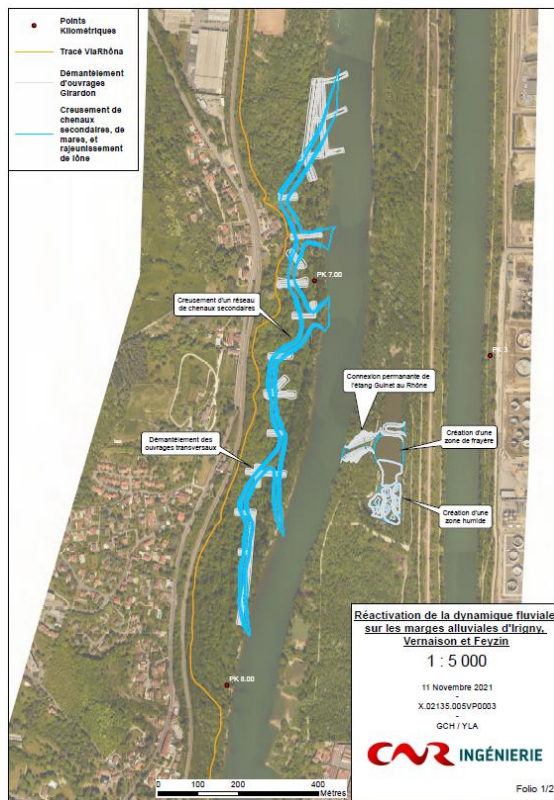 Points
Kilométriques
Tracé ViaRhôna
Démantèlement
d'ouvrages
Girardon
Creusement de
chenaux
secondaires, de
mares, et
rajeunissement
de lône
PK 7.00
Creusement d'un réseau
de chenaux secondaires
PK 3
Connexion permanante de
l'étang Guinet au Rhône
Démantèlement des
ouvrages transversaux
Création d'une
zone de frayère
Création d'une
zone humide
PK 8.00
Réactivation de la dynamique fluviale
sur les marges alluviales d'Irigny,
Vernaison et Feyzin
1 : 5 000
11 Novembre 2021
-
X.02135.005VP0003
-
GCH / YLA
CNR INGÉNIERIE
Folio 1/2
0 100 200 400
Mètres